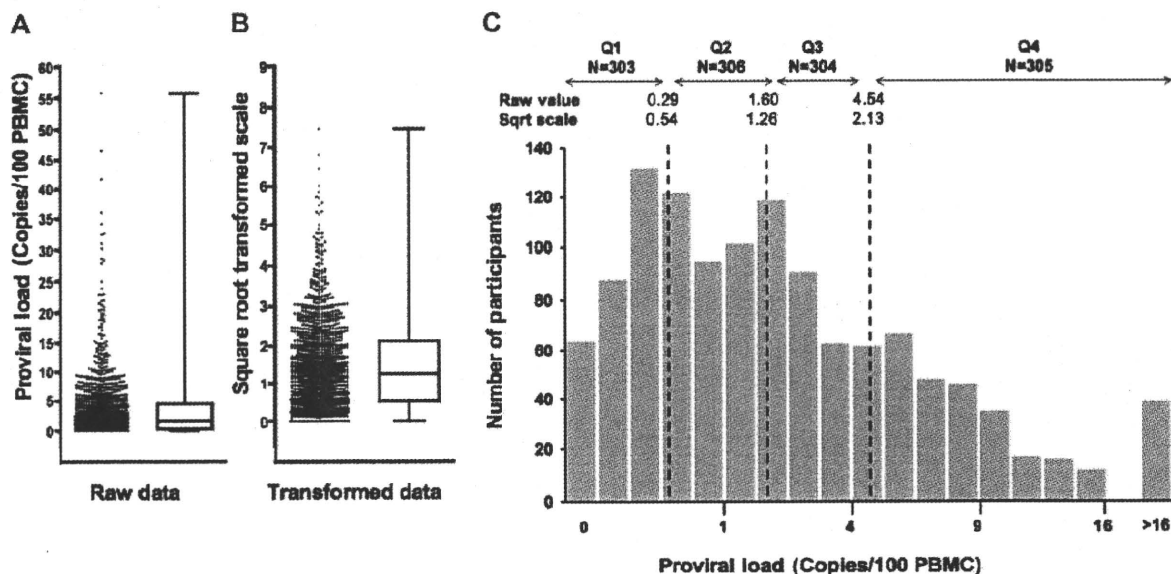 A
Proviral load (Copies/100 PBMC)
60
55
50
45
40
35
30
25
20
15
10
5
0
Raw data
B
Square root transformed scale
9
8
7
6
5
4
3
2
1
0
Transformed data
C
Q1
N=303
Q2
N=306
Q3
N=304
Q4
N=305
Raw value 0.29 1.60 4.54
Sqrt scale 0.54 1.26 2.13
Number of participants
140
120
100
80
60
40
20
0
0 1 4 9 16 >16
Proviral load (Copies/100 PBMC)